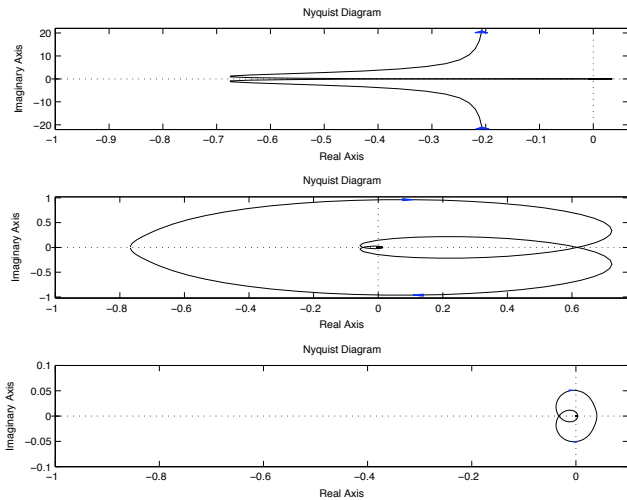 Nyquist Diagram
20
10
0
−10
−20
Imaginary Axis
−1 −0.9 −0.8 −0.7 −0.6 −0.5 −0.4 −0.3 −0.2 −0.1 0
Real Axis
Nyquist Diagram
1
0.5
0
−0.5
−1
Imaginary Axis
−1 −0.8 −0.6 −0.4 −0.2 0 0.2 0.4 0.6
Real Axis
Nyquist Diagram
0.1
0.05
0
−0.05
−0.1
Imaginary Axis
−1 −0.8 −0.6 −0.4 −0.2 0
Real Axis